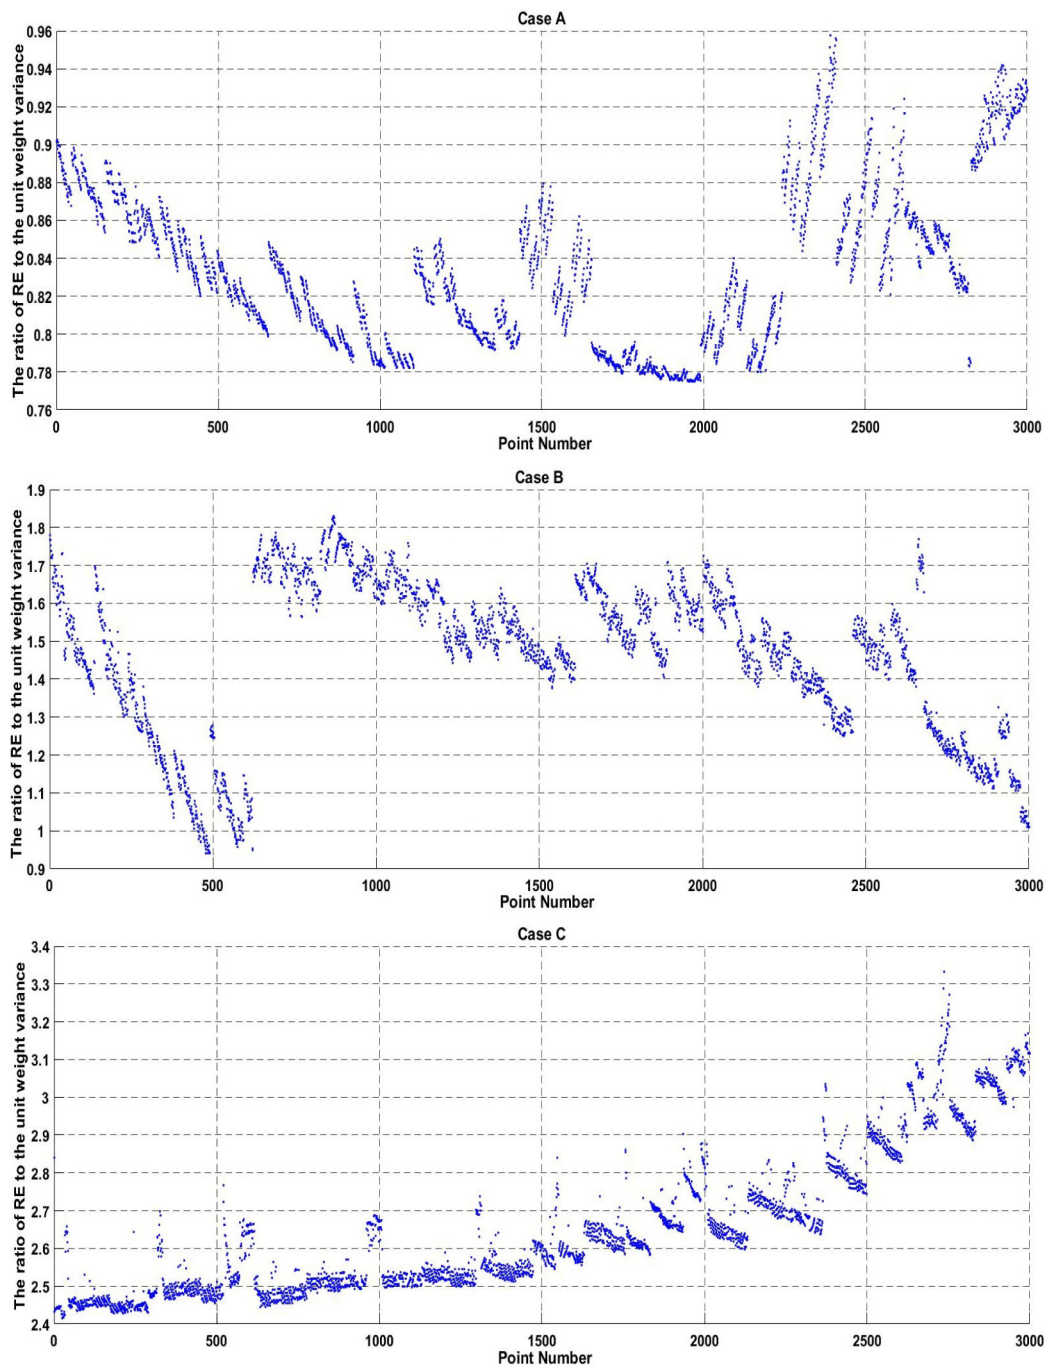 Case A
The ratio of RE to the unit weight variance
0.96
0.94
0.92
0.9
0.88
0.86
0.84
0.82
0.8
0.78
0.76
0 500 1000 1500 2000 2500 3000
Point Number
Case B
The ratio of RE to the unit weight variance
1.9
1.8
1.7
1.6
1.5
1.4
1.3
1.2
1.1
1
0.9
0 500 1000 1500 2000 2500 3000
Point Number
Case C
The ratio of RE to the unit weight variance
3.4
3.3
3.2
3.1
3
2.9
2.8
2.7
2.6
2.5
2.4
0 500 1000 1500 2000 2500 3000
Point Number